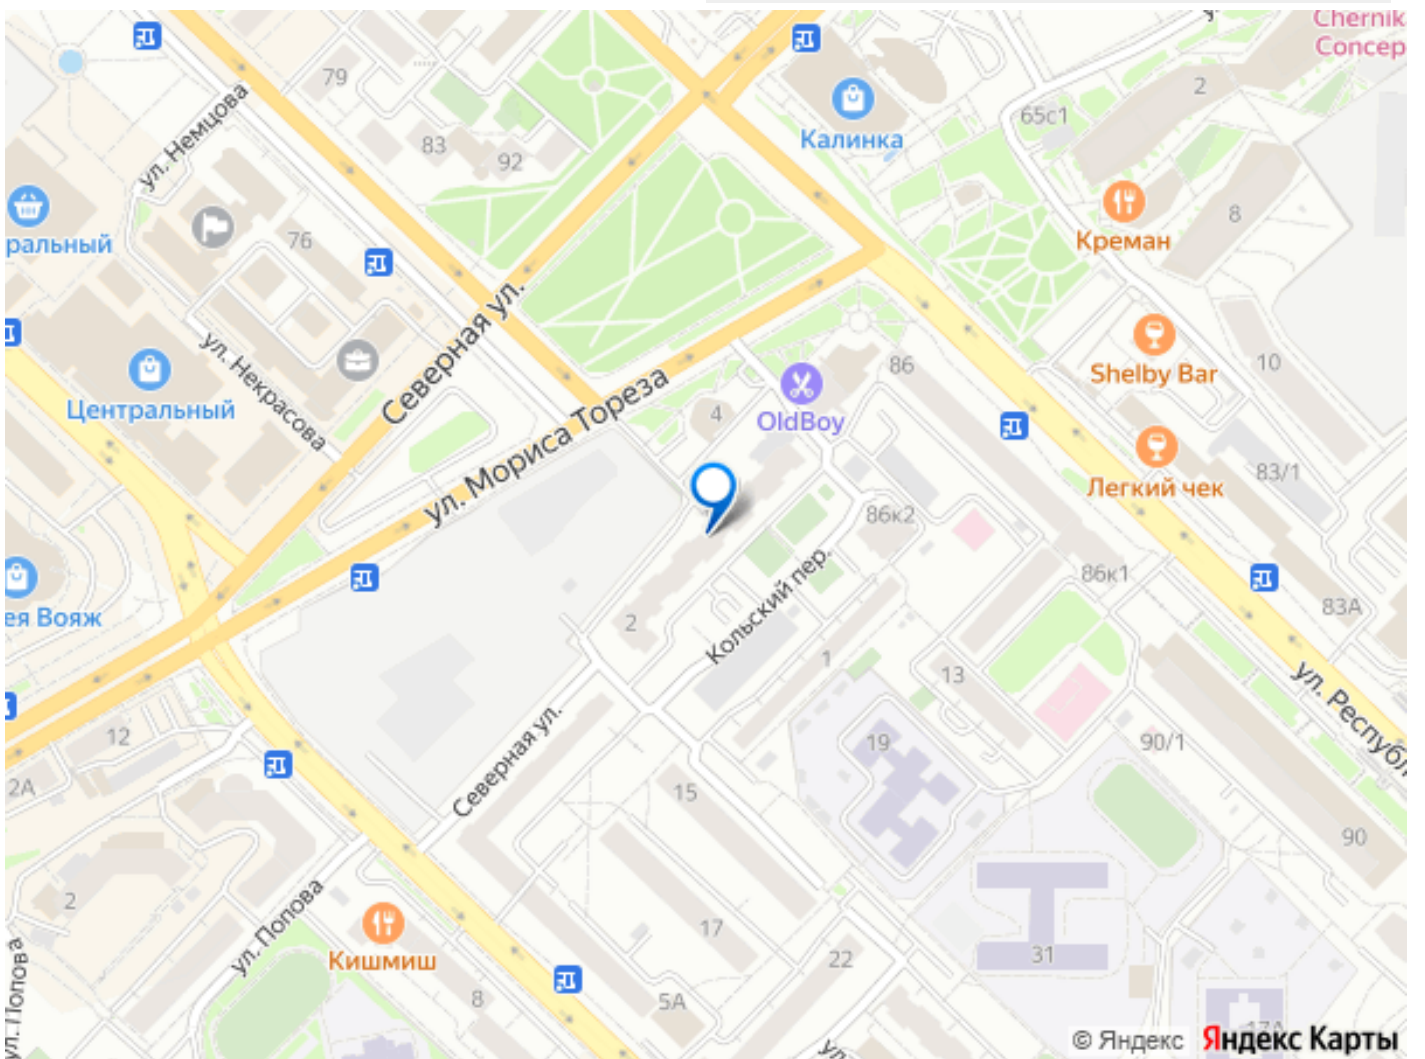 Chernik
Concep
79
2
ул. Немцова
65с1
Калинка
83
92
Креман
8
ральный
76
Северная ул.
ул. Некрасова
Shelby Bar
10
86
Центральный
ул. Мориса Тореза
4
OldBoy
83/1
Легкий чек
86к2
86к1
83А
ея Вояж
2
Кольский пер.
1
13
ул. Республ
12
19
90/1
2А
Северная ул.
15
90
2
ул. Попова
17
Кишмиш
22
31
ул. Попова
8
5А
17А
ул.
© Яндекс Яндекс Карты